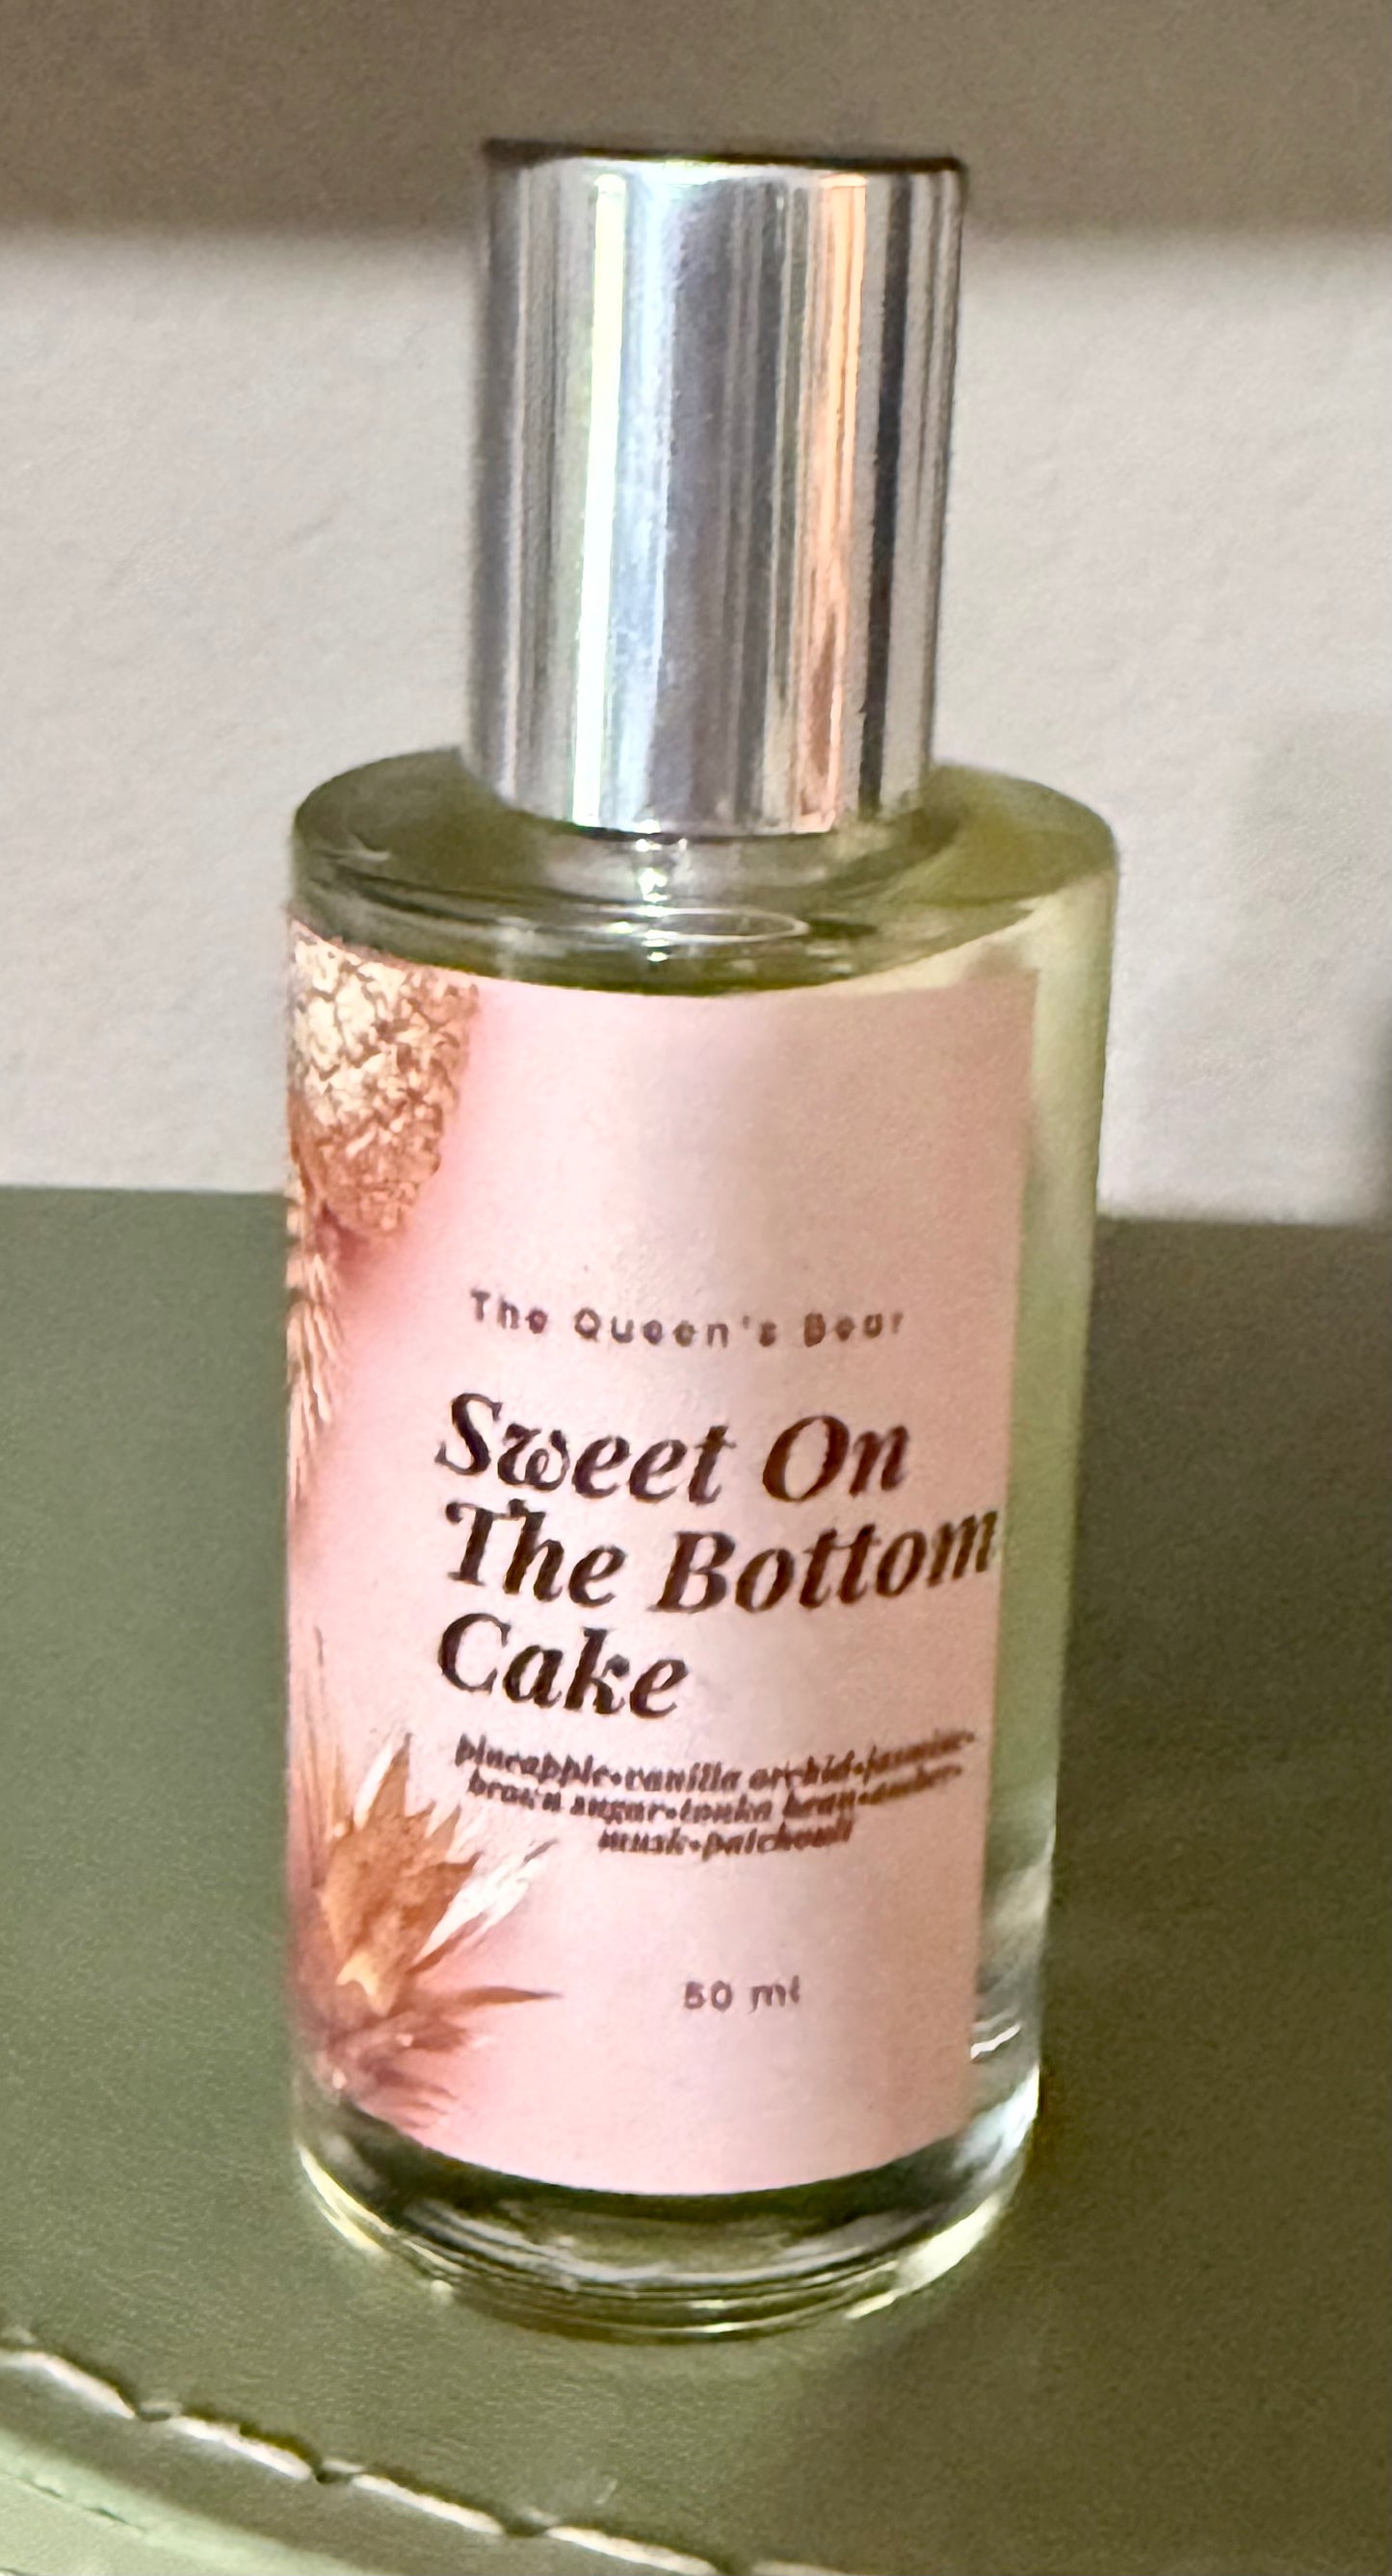 The Queen's Bear
Sweet On
The Bottom
Cake
pineapple•vanilla orchid•jasmine•
brown sugar•tonka bean•amber•
musk•patchouli
50 ml